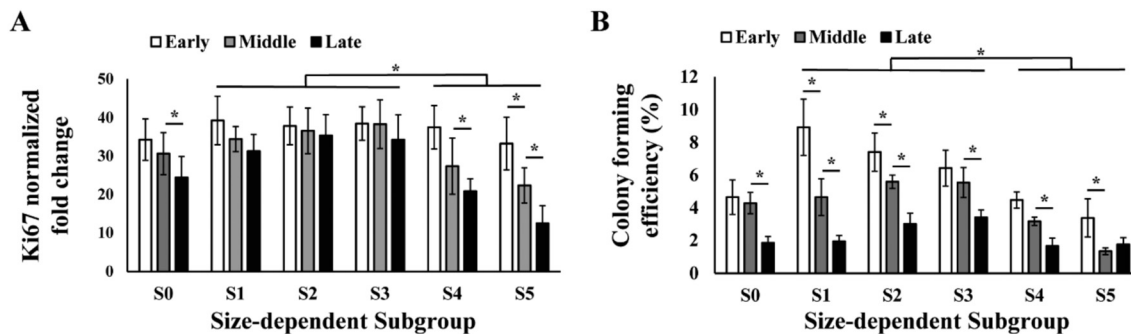 A
Early Middle Late
Ki67 normalized
fold change
50
40
30
20
10
0
*
*
*
*
*
S0 S1 S2 S3 S4 S5
Size-dependent Subgroup
B
Early Middle Late
Colony forming
efficiency (%)
12
10
8
6
4
2
0
*
*
*
*
*
*
*
*
*
S0 S1 S2 S3 S4 S5
Size-dependent Subgroup